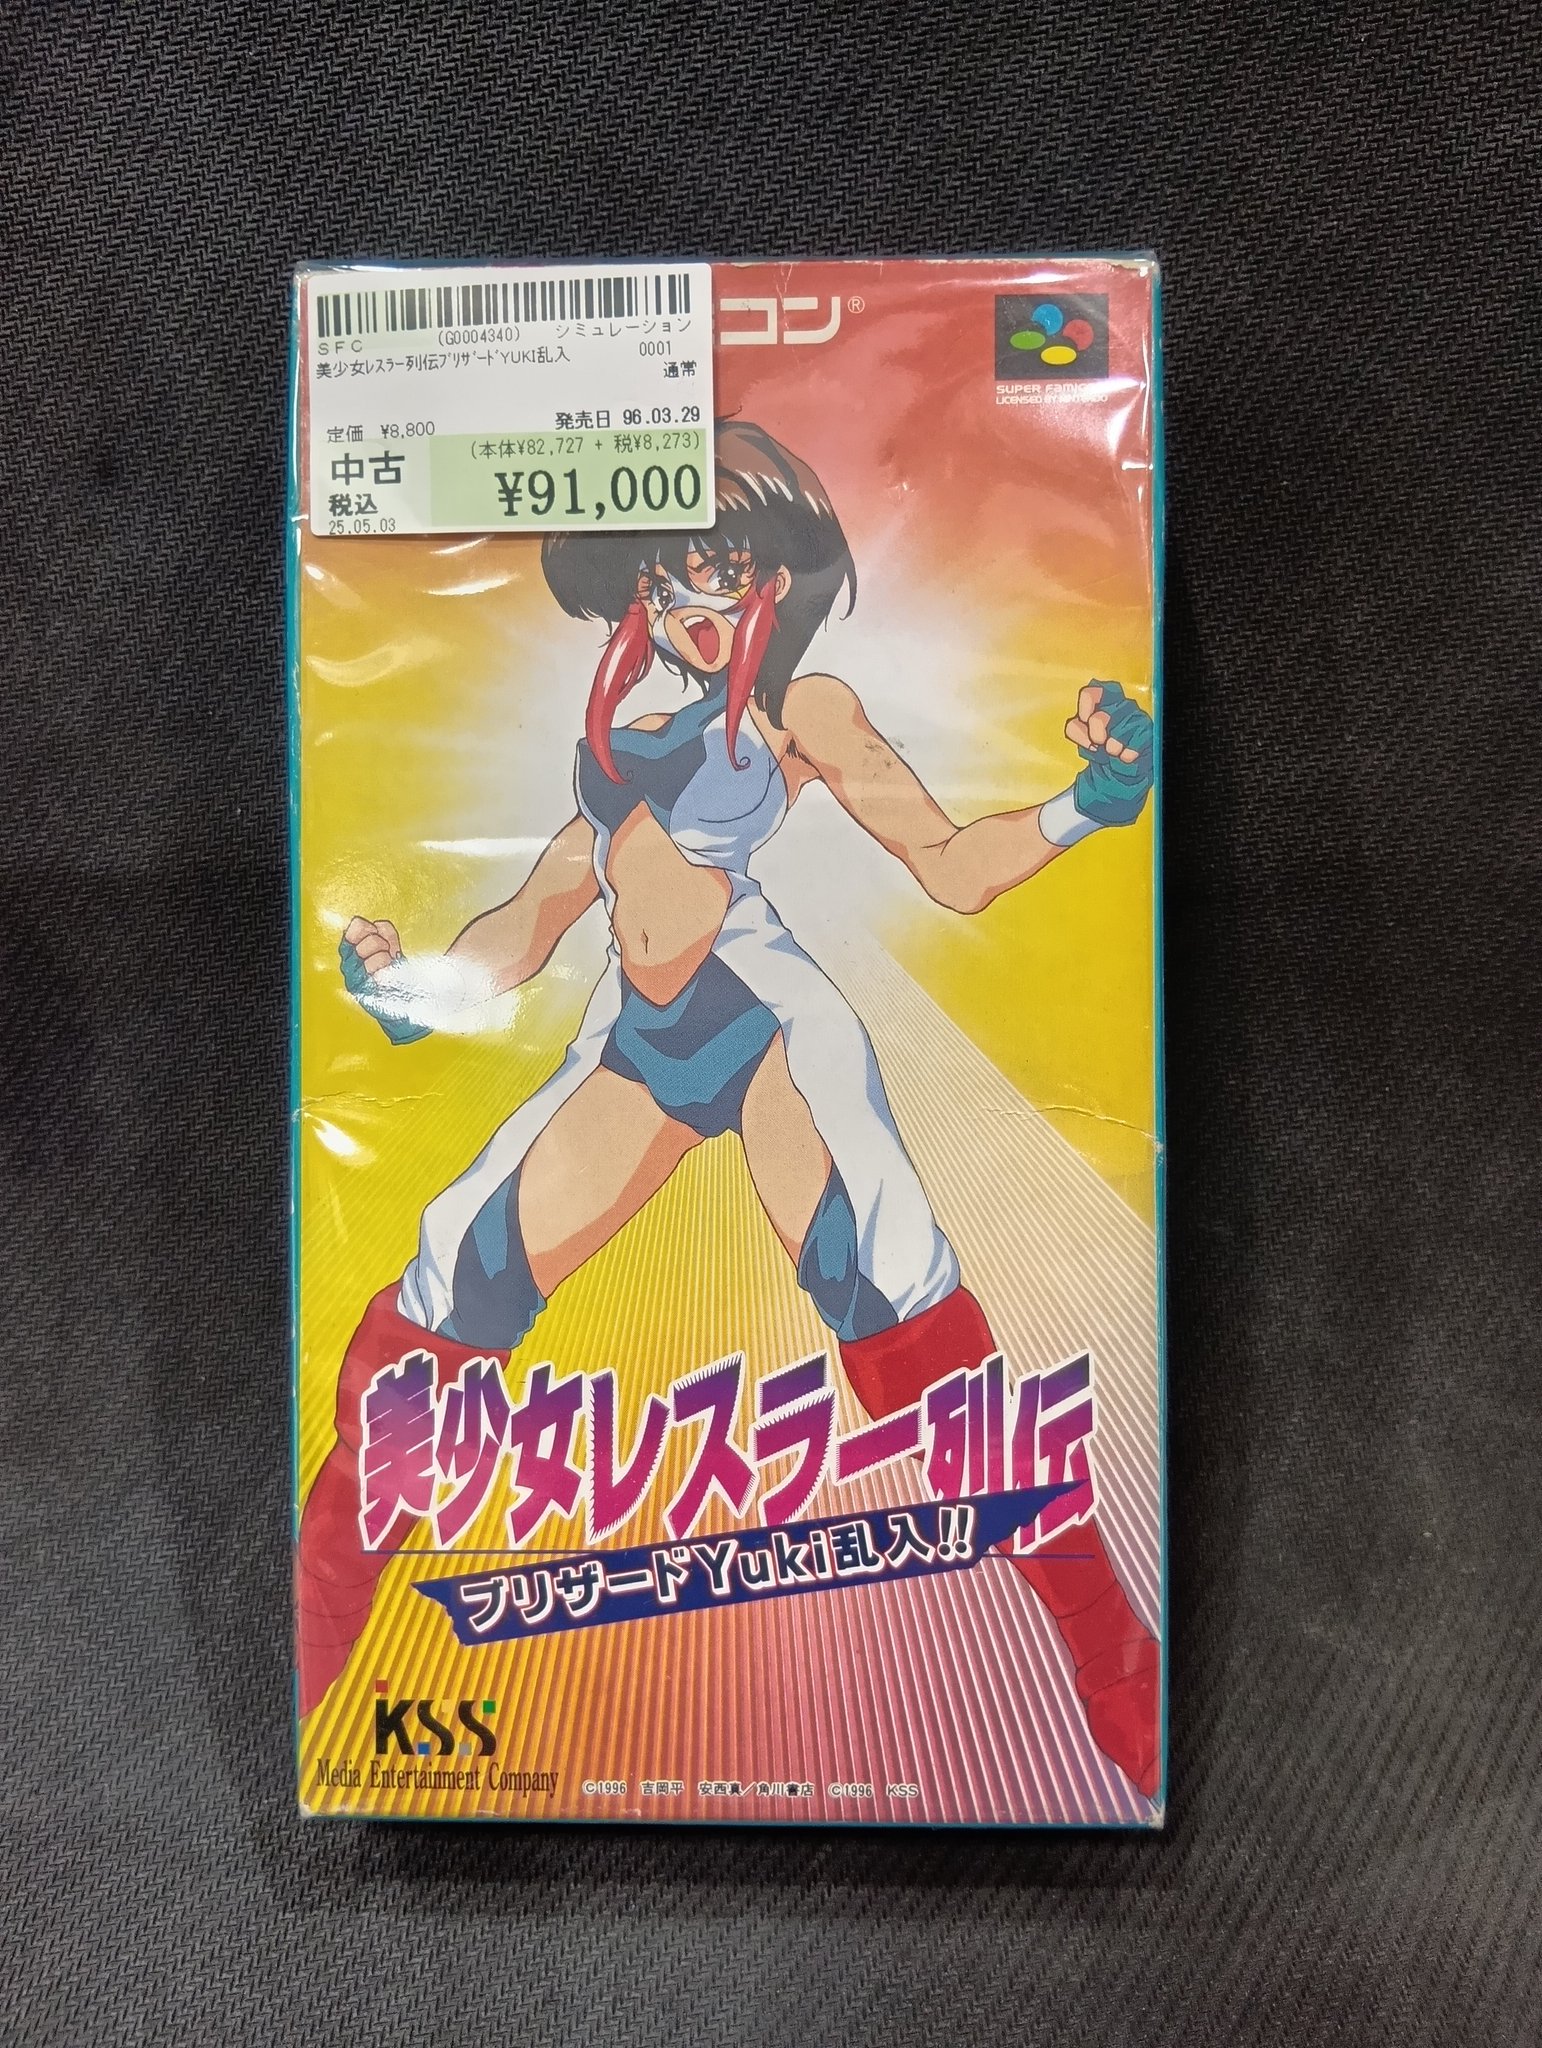 コン®
SUPER FAMICO
LICENSED BY NINTENDO
SFC (G0004340) シミュレーション
美少女ﾚｽﾗｰ列伝ﾌﾞﾘｻﾞｰﾄﾞYUKI乱入 0001
通常
発売日 96.03.29
定価 ¥8,800
(本体¥82,727 + 税¥8,273)
中古
¥91,000
税込
25.05.03
美少女レスラー列伝
ブリザードYuki乱入!!
KSS
Media Entertainment Company
©1996 吉岡平 安西真/角川書店 ©1996 KSS